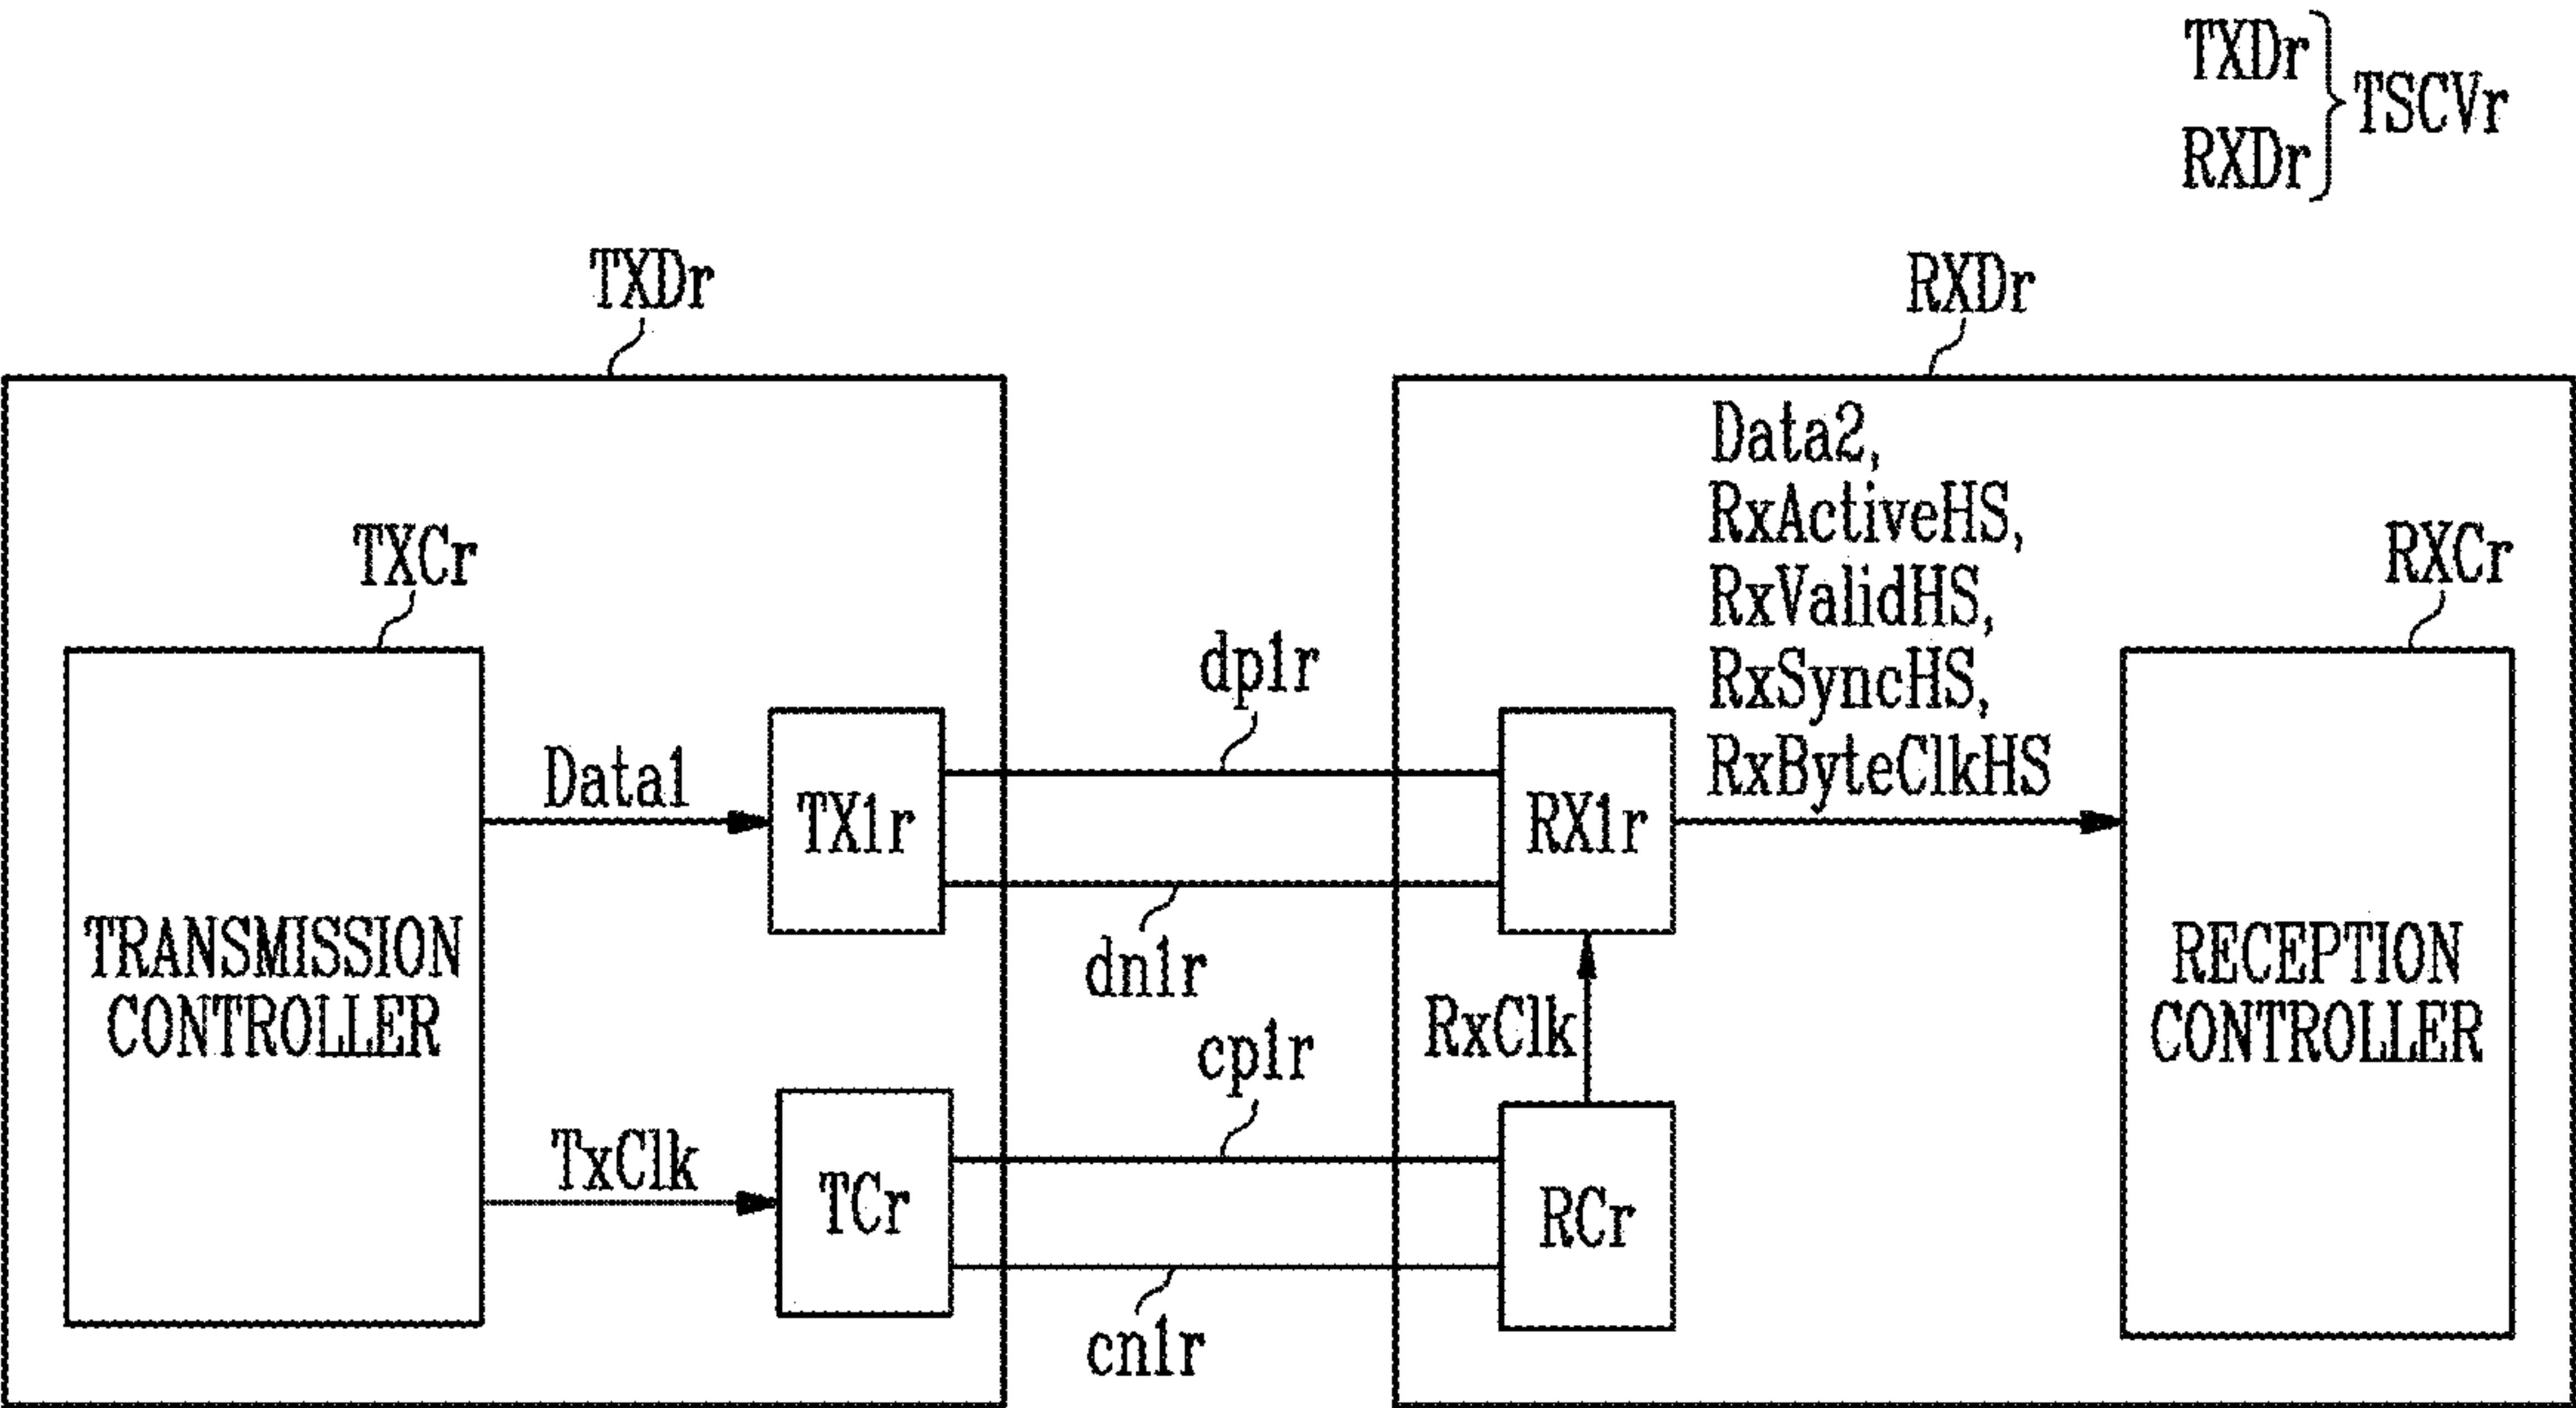 TXDr
RXDr
TSCVr
TXDr
RXDr
TXCr
RXCr
Data2,
RxActiveHS,
RxValidHS,
RxSyncHS,
RxByteClkHS
dp1r
Data1
TX1r
RX1r
dn1r
TRANSMISSION
CONTROLLER
RECEPTION
CONTROLLER
RxClk
cp1r
TxClk
TCr
RCr
cn1r